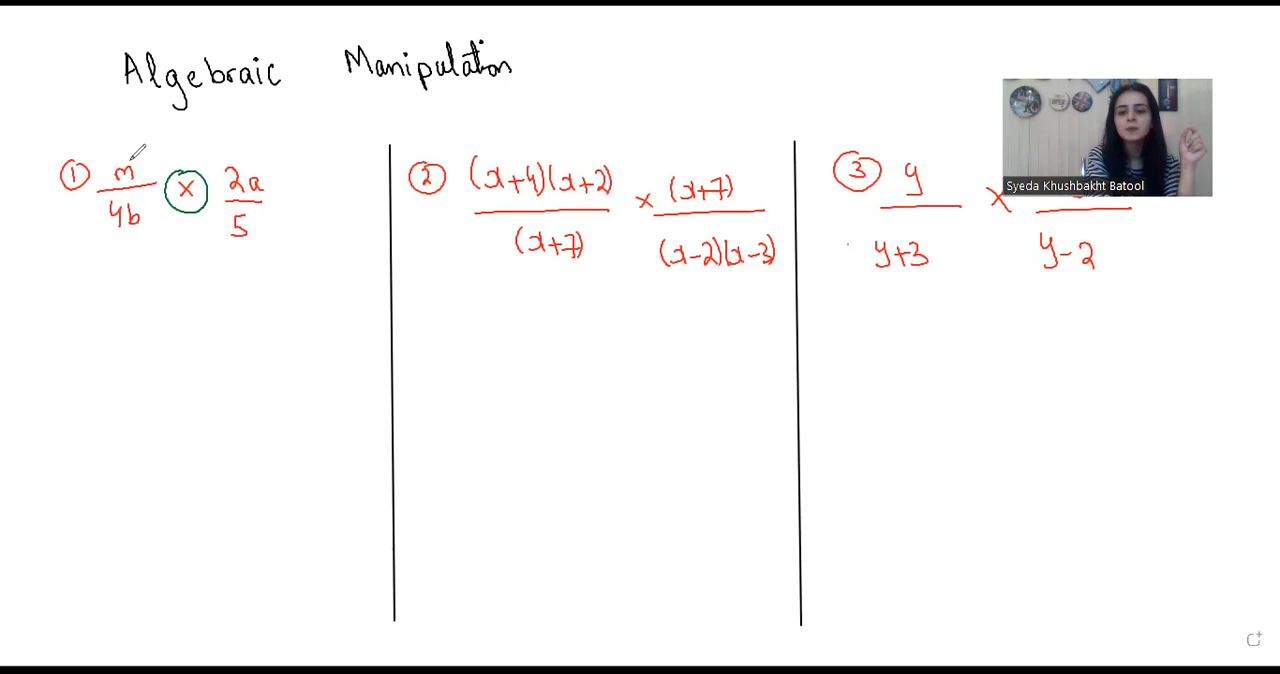 Algebraic Manipulation
① m/4b × 2a/5
② (x+4)(x+2)/(x+7) × (x+7)/(x-2)(x-3)
③ y/y+3 × /y-2
Syeda Khushbakht Batool